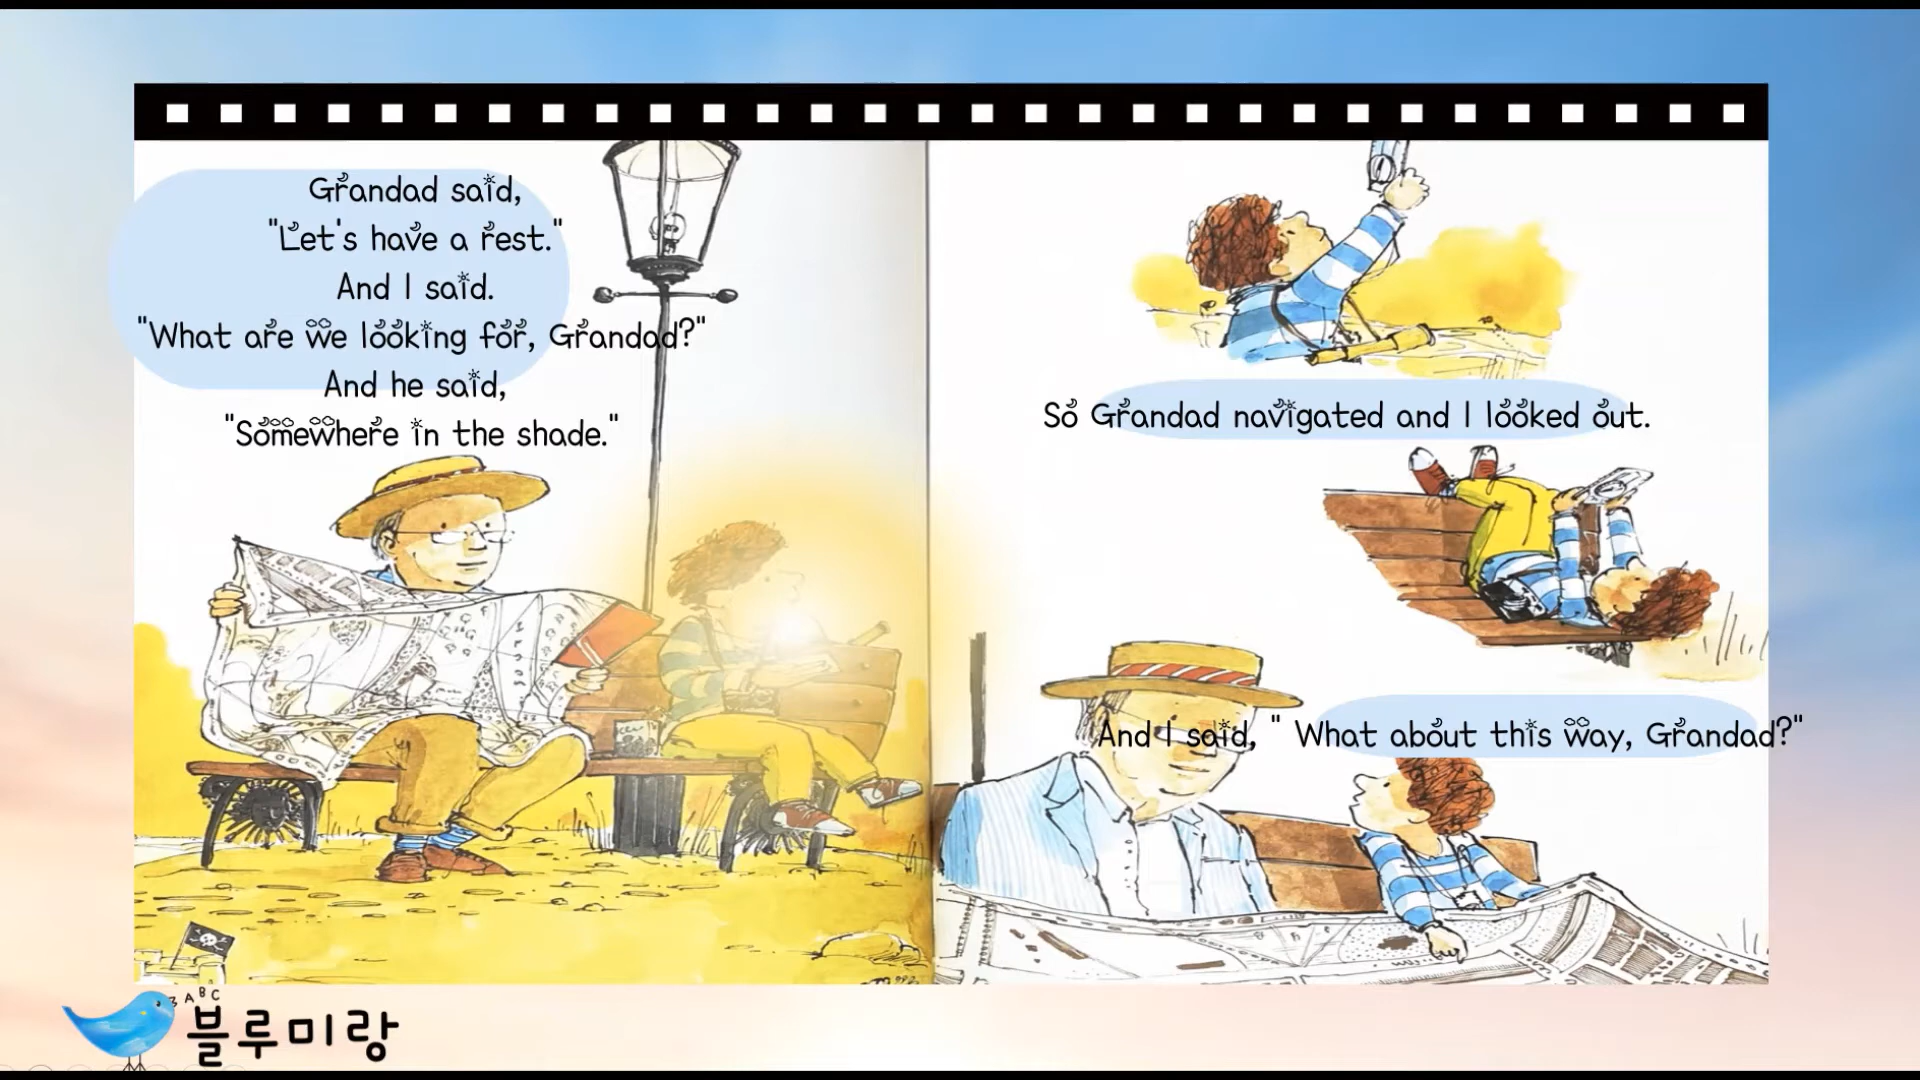 Grandad said,
"Let's have a rest."
And I said.
"What are we looking for, Grandad?"
And he said,
"Somewhere in the shade."
So Grandad navigated and I looked out.
And I said, " What about this way, Grandad?"
ABC
블루미랑